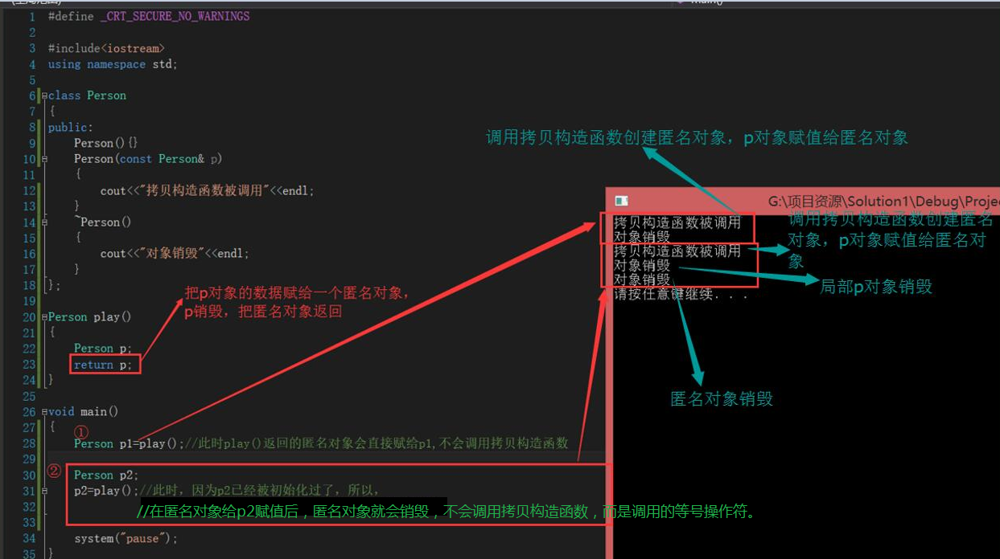 1 #define _CRT_SECURE_NO_WARNINGS
2
3 #include<iostream>
4 using namespace std;
5
6 class Person
7 {
8 public:
9 Person(){}
10 Person(const Person& p)
11 {
12 cout<<"拷贝构造函数被调用"<<endl;
13 }
14 ~Person()
15 {
16 cout<<"对象销毁"<<endl;
17 }
18 };
19
20 Person play()
21 {
22 Person p;
23 return p;
24 }
25
26 void main()
27 {
①
28 Person p1=play();//此时play()返回的匿名对象会直接赋给p1,不会调用拷贝构造函数
29
②
30 Person p2;
31 p2=play();//此时，因为p2已经被初始化过了，所以，
32 //在匿名对象给p2赋值后，匿名对象就会销毁，不会调用拷贝构造函数，而是调用的等号操作符。
33
34 system("pause");
35 }
把p对象的数据赋给一个匿名对象，
p销毁，把匿名对象返回
调用拷贝构造函数创建匿名对象，p对象赋值给匿名对象
G:\项目资源\Solution1\Debug\Proje
拷贝构造函数被调用
对象销毁
拷贝构造函数被调用
对象销毁
对象销毁
请按任意键继续. . .
调用拷贝构造函数创建匿名
对象，p对象赋值给匿名对
象
局部p对象销毁
匿名对象销毁